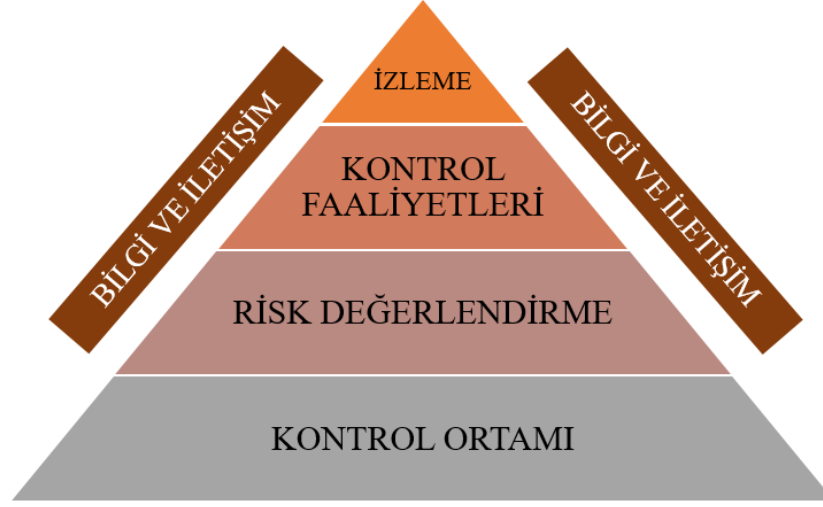 İZLEME
BİLGİ VE İLETİŞİM
BİLGİ VE İLETİŞİM
KONTROL
FAALİYETLERİ
RİSK DEĞERLENDİRME
KONTROL ORTAMI